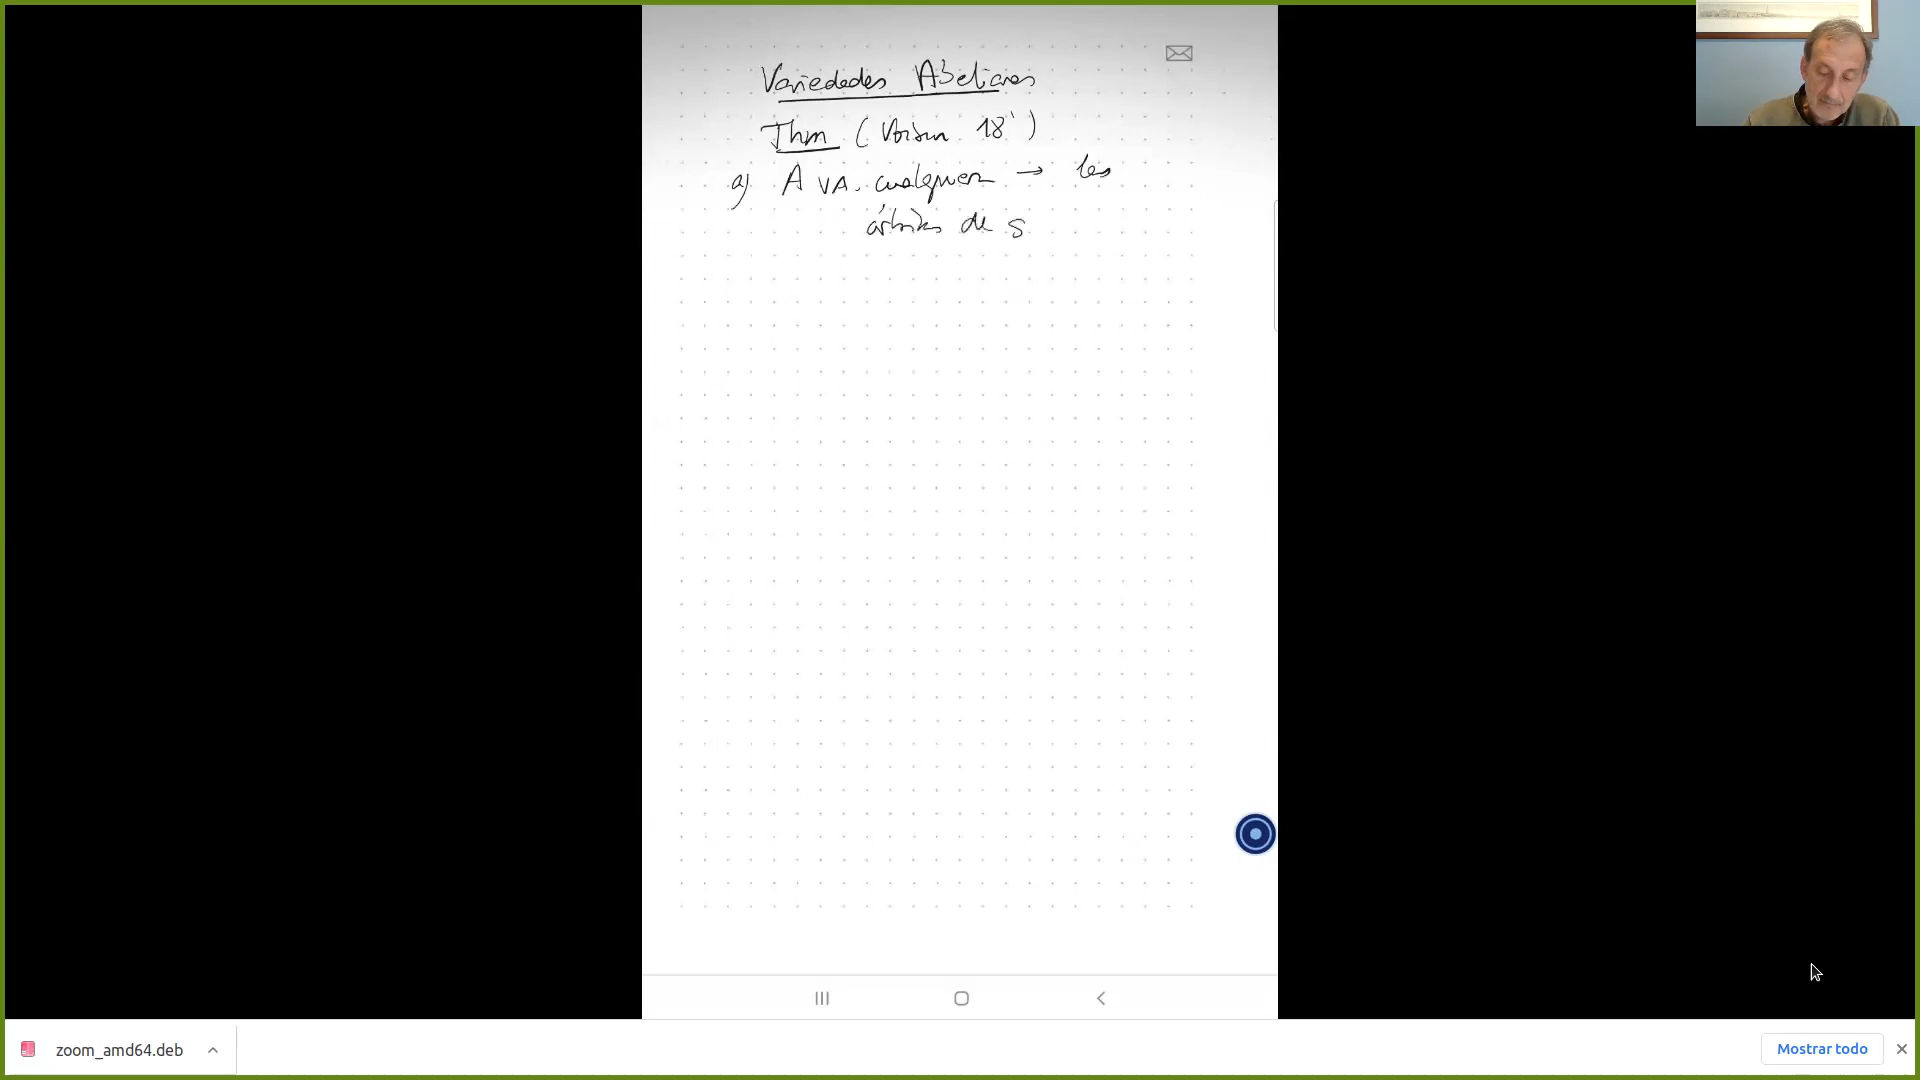 Variedades Abelianas
Thm (Voisin 18')
a) A VA. cualquiera → las
órbitas de s
zoom_amd64.deb
Mostrar todo